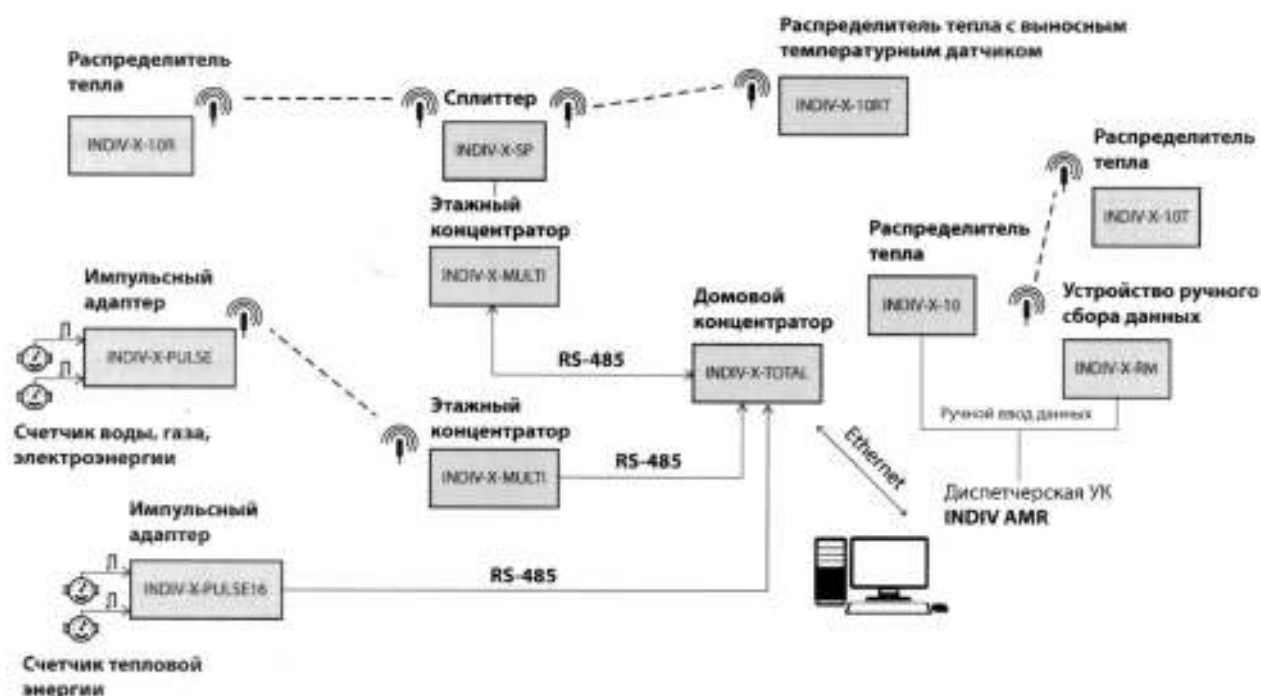 Распределитель
тепла
INDIV-X-10R
Сплиттер
INDIV-X-SP
Распределитель тепла с выносным
температурным датчиком
INDIV-X-10RT
Распределитель
тепла
INDIV-X-10T
Этажный
концентратор
INDIV-X-MULTI
Распределитель
тепла
INDIV-X-10
Устройство ручного
сбора данных
INDIV-X-RM
Ручной ввод данных
Импульсный
адаптер
Л
INDIV-X-PULSE
Л
Счетчик воды, газа,
электроэнергии
Домовой
концентратор
INDIV-X-TOTAL
RS-485
Этажный
концентратор
INDIV-X-MULTI
RS-485
Ethernet
Диспетчерская УК
INDIV AMR
Импульсный
адаптер
Л
INDIV-X-PULSE16
Л
RS-485
Счетчик тепловой
энергии